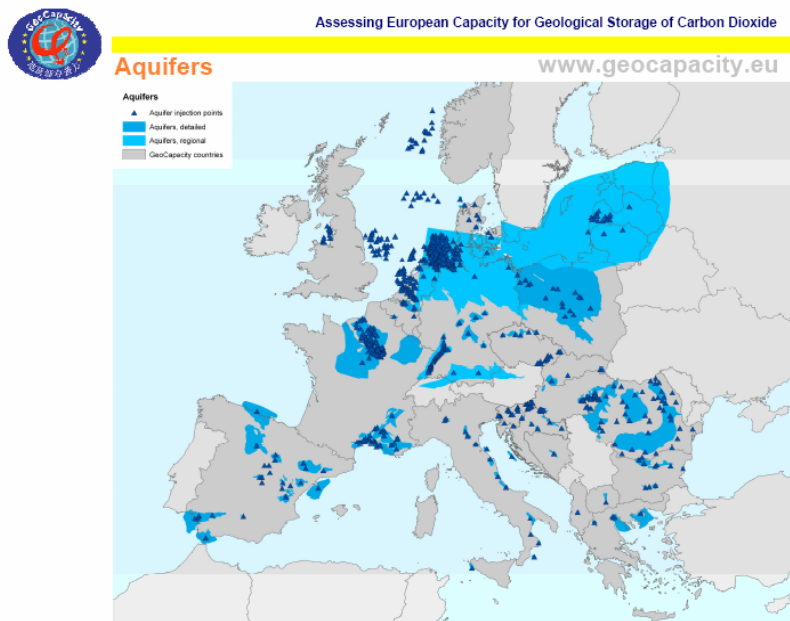 GeoCapacity
Assessing European Capacity for Geological Storage of Carbon Dioxide
Aquifers
www.geocapacity.eu
Aquifers
Aquifer injection points
Aquifers, detailed
Aquifers, regional
GeoCapacity countries